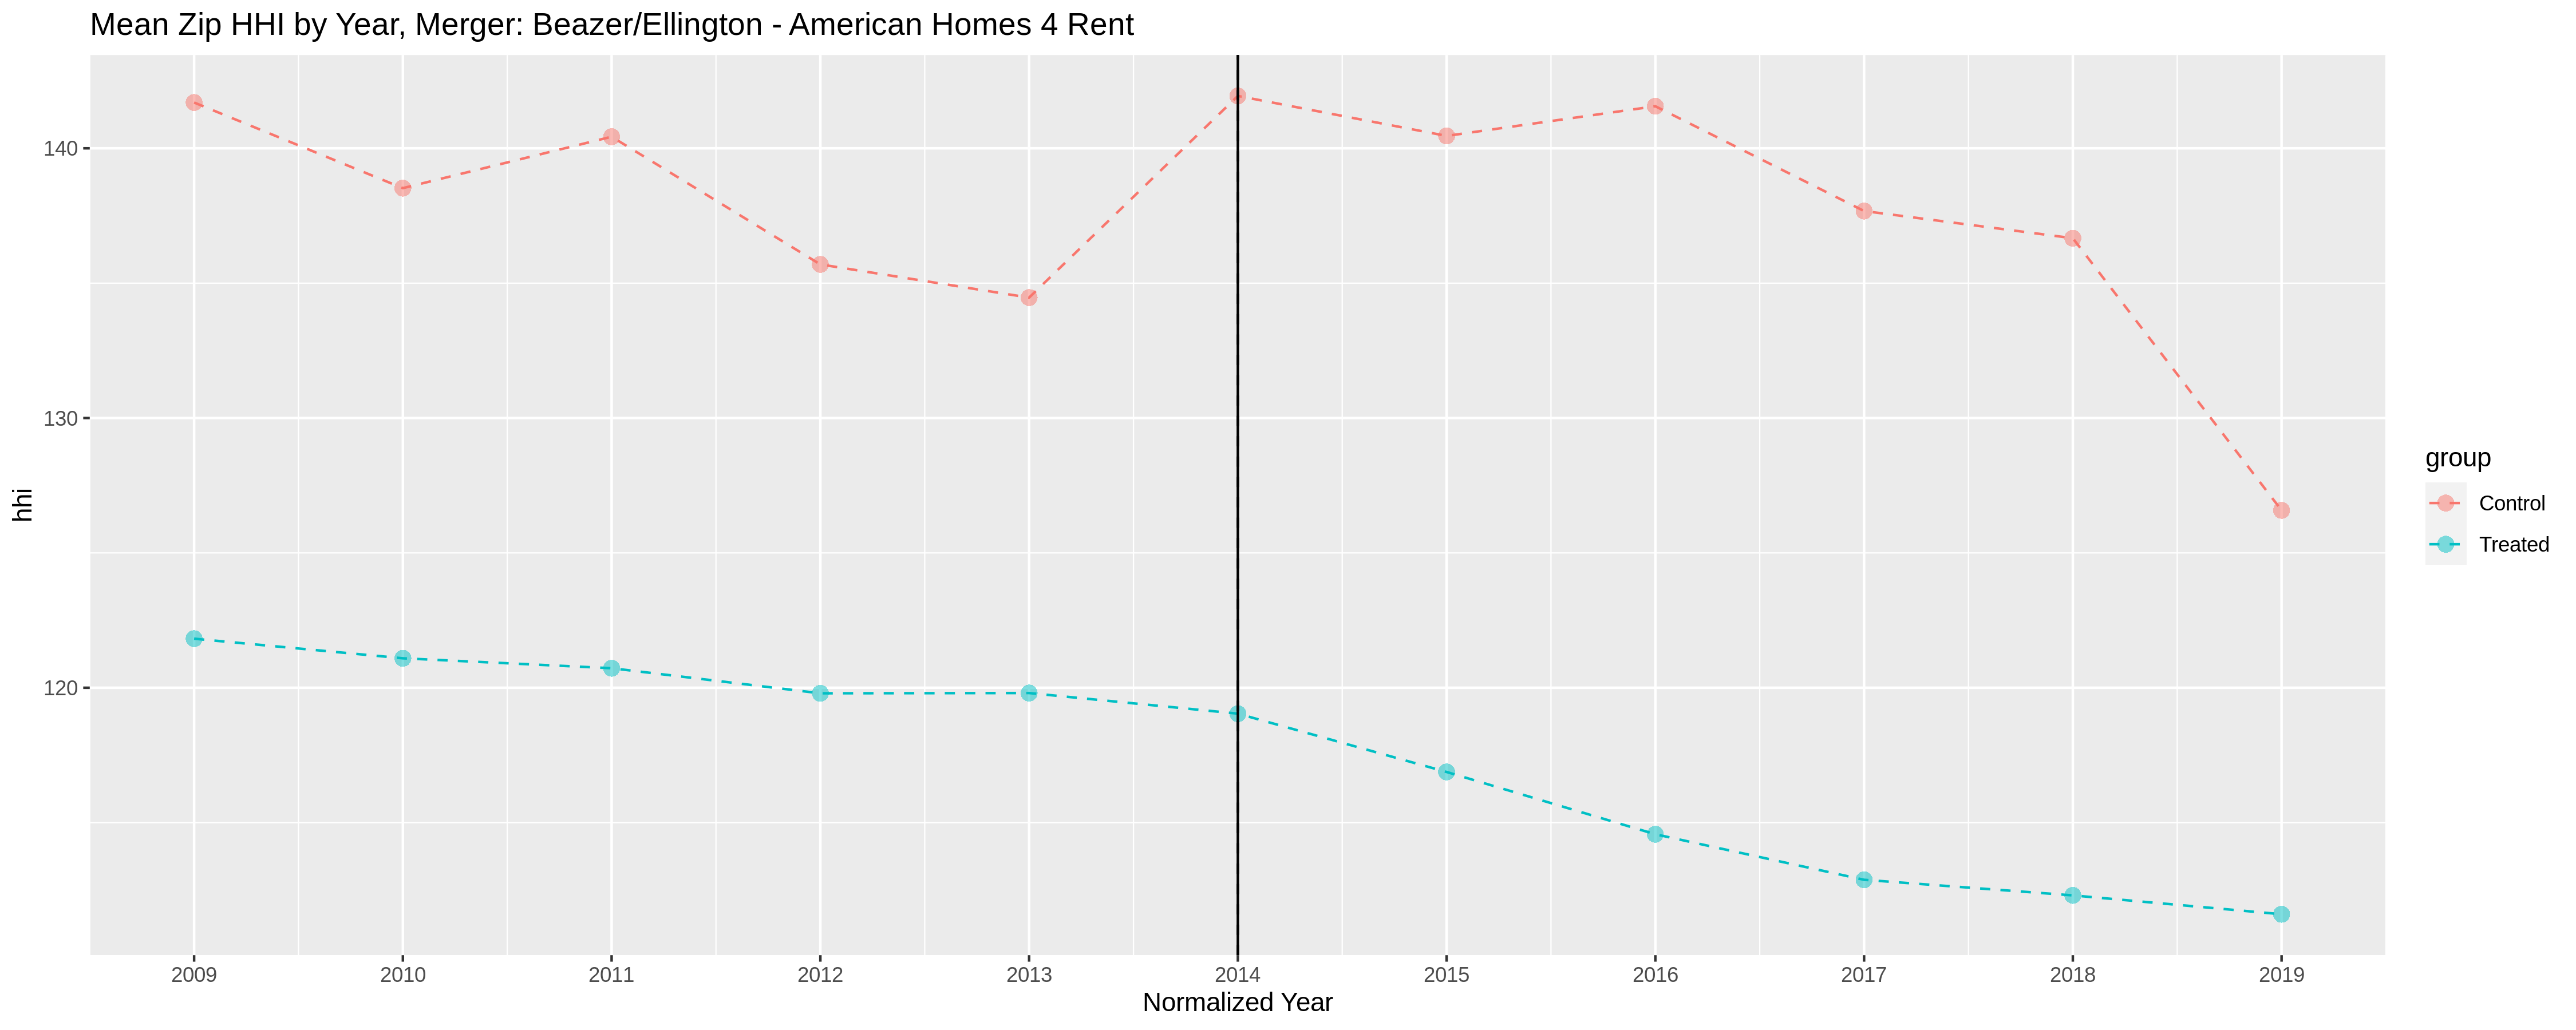 Mean Zip HHI by Year, Merger: Beazer/Ellington - American Homes 4 Rent
140
130
120
hhi
2009 2010 2011 2012 2013 2014 2015 2016 2017 2018 2019
Normalized Year
group
Control
Treated